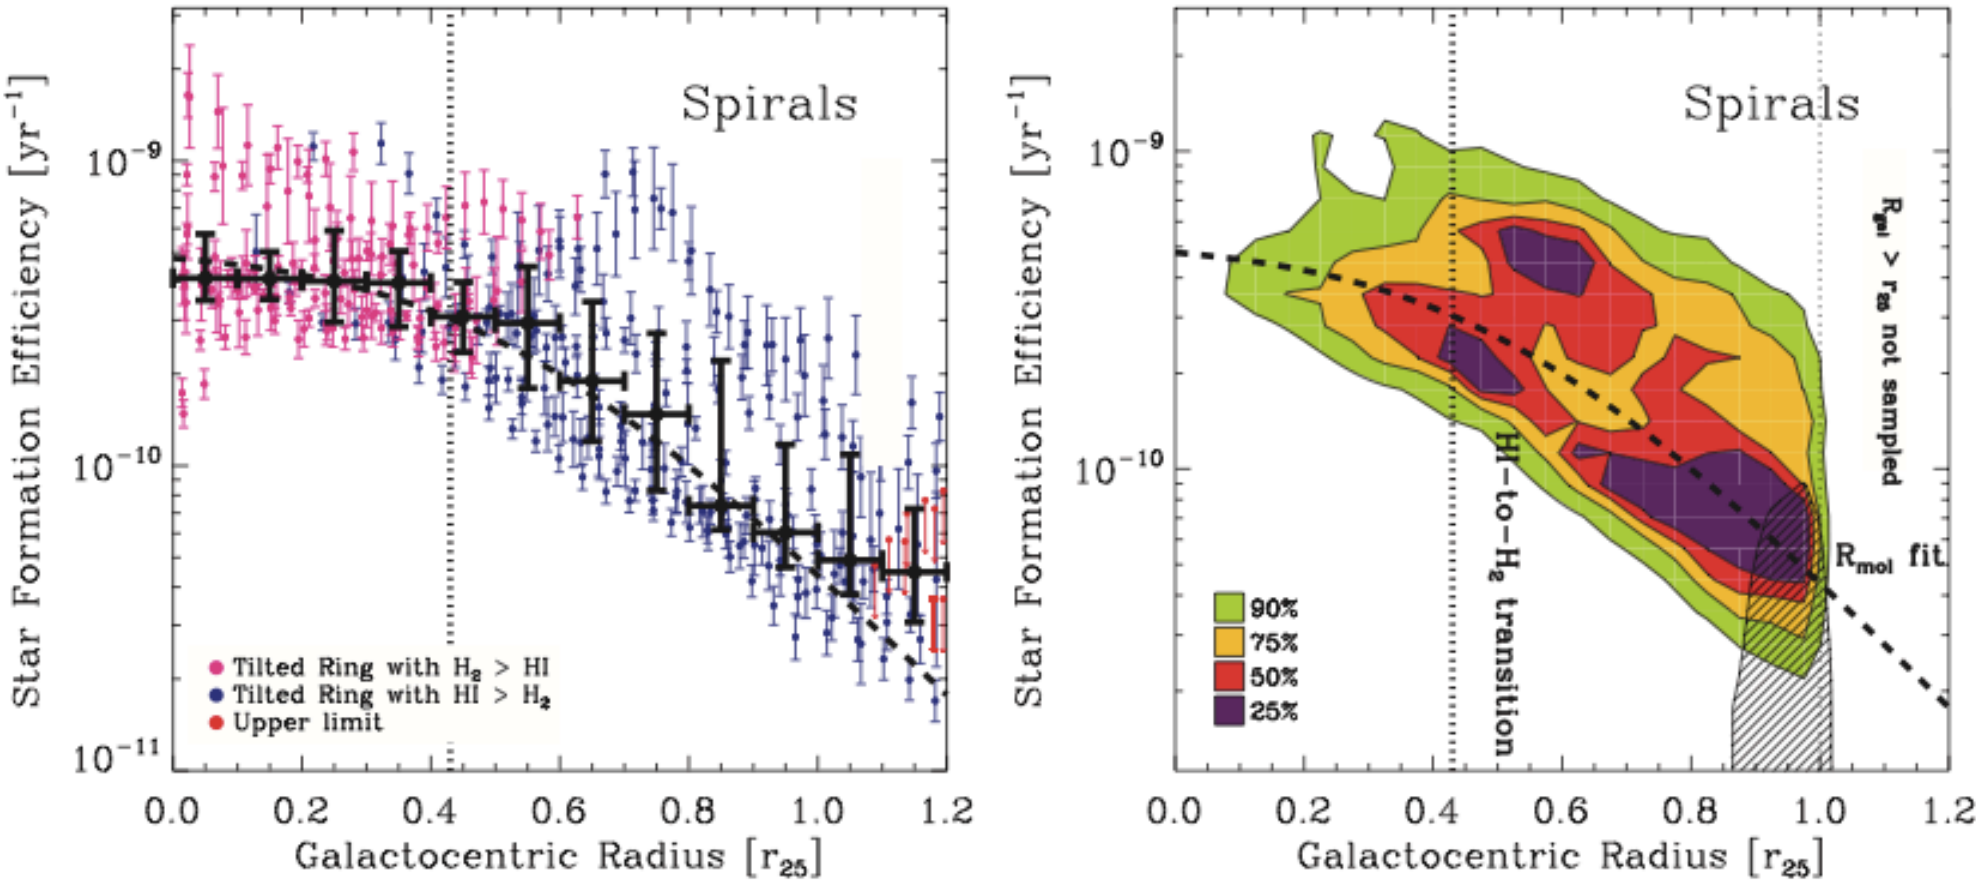 Spirals
Star Formation Efficiency [yr⁻¹]
10⁻⁹
10⁻¹⁰
10⁻¹¹
Tilted Ring with H₂ > HI
Tilted Ring with HI > H₂
Upper limit
0.0 0.2 0.4 0.6 0.8 1.0 1.2
Galactocentric Radius [r₂₅]
Spirals
Star Formation Efficiency [yr⁻¹]
10⁻⁹
10⁻¹⁰
R_gal > r₂₅ not sampled
HI-to-H₂ transition
R_mol fit
90%
75%
50%
25%
0.0 0.2 0.4 0.6 0.8 1.0 1.2
Galactocentric Radius [r₂₅]